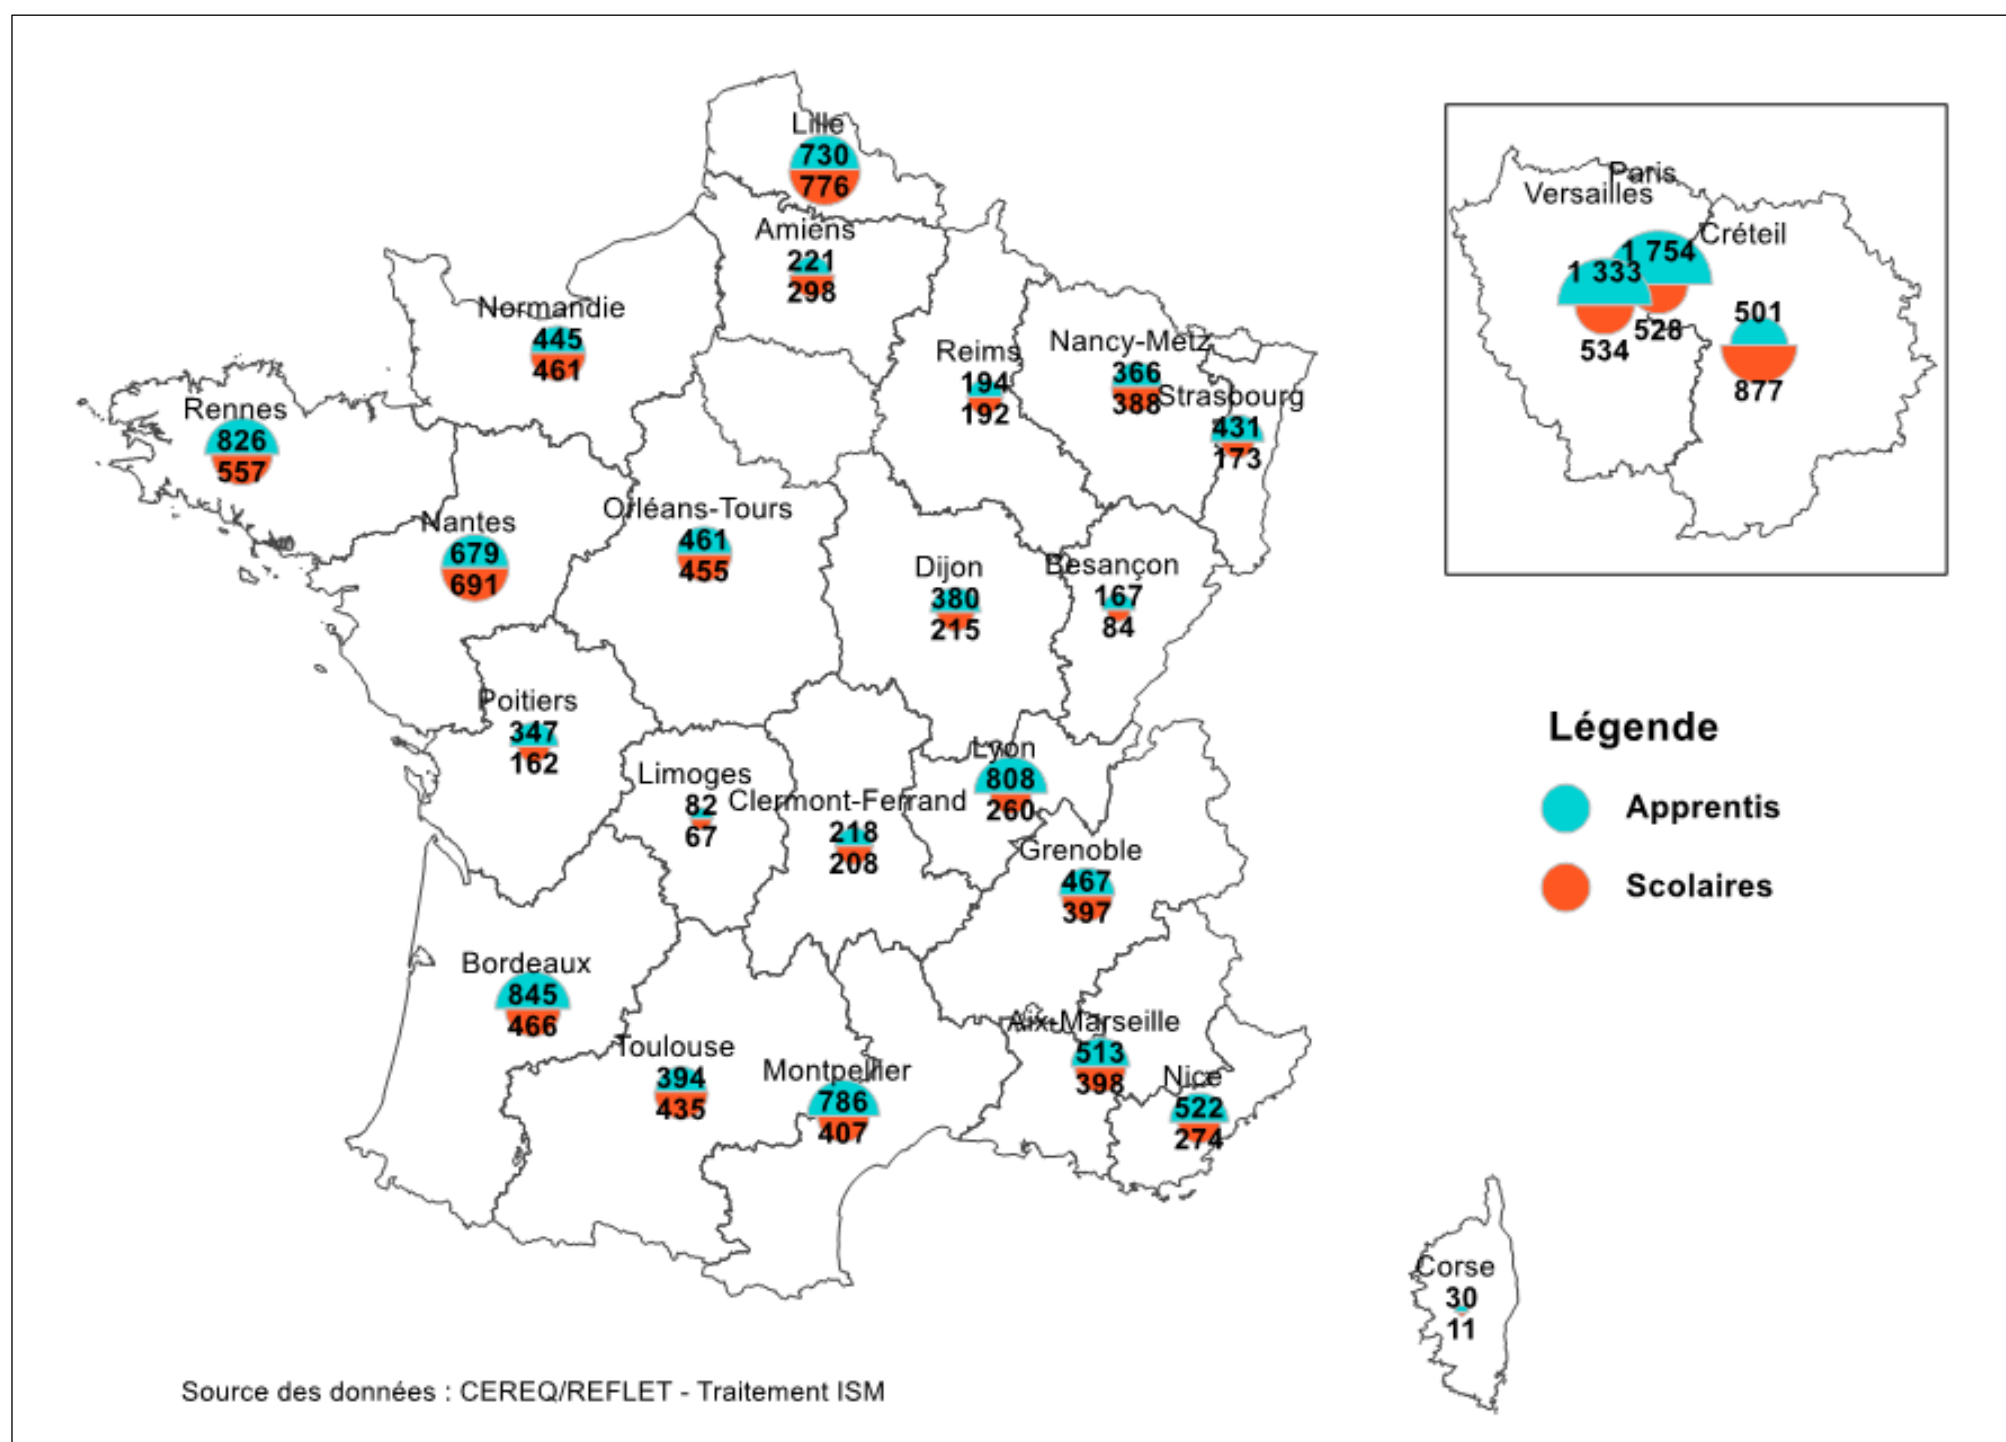 Lille
730
776
Amiens
221
298
Normandie
445
461
Rennes
826
557
Reims
194
192
Nancy-Metz
366
388
Strasbourg
431
173
Nantes
679
691
Orléans-Tours
461
455
Dijon
380
215
Besançon
167
84
Poitiers
347
162
Limoges
82
67
Clermont-Ferrand
218
208
Lyon
808
260
Grenoble
467
397
Bordeaux
845
466
Toulouse
394
435
Montpellier
786
407
Aix-Marseille
513
398
Nice
522
274
Corse
30
11
Paris
1 754
528
Versailles
1 333
534
Créteil
501
877
Légende
Apprentis
Scolaires
Source des données : CEREQ/REFLET - Traitement ISM